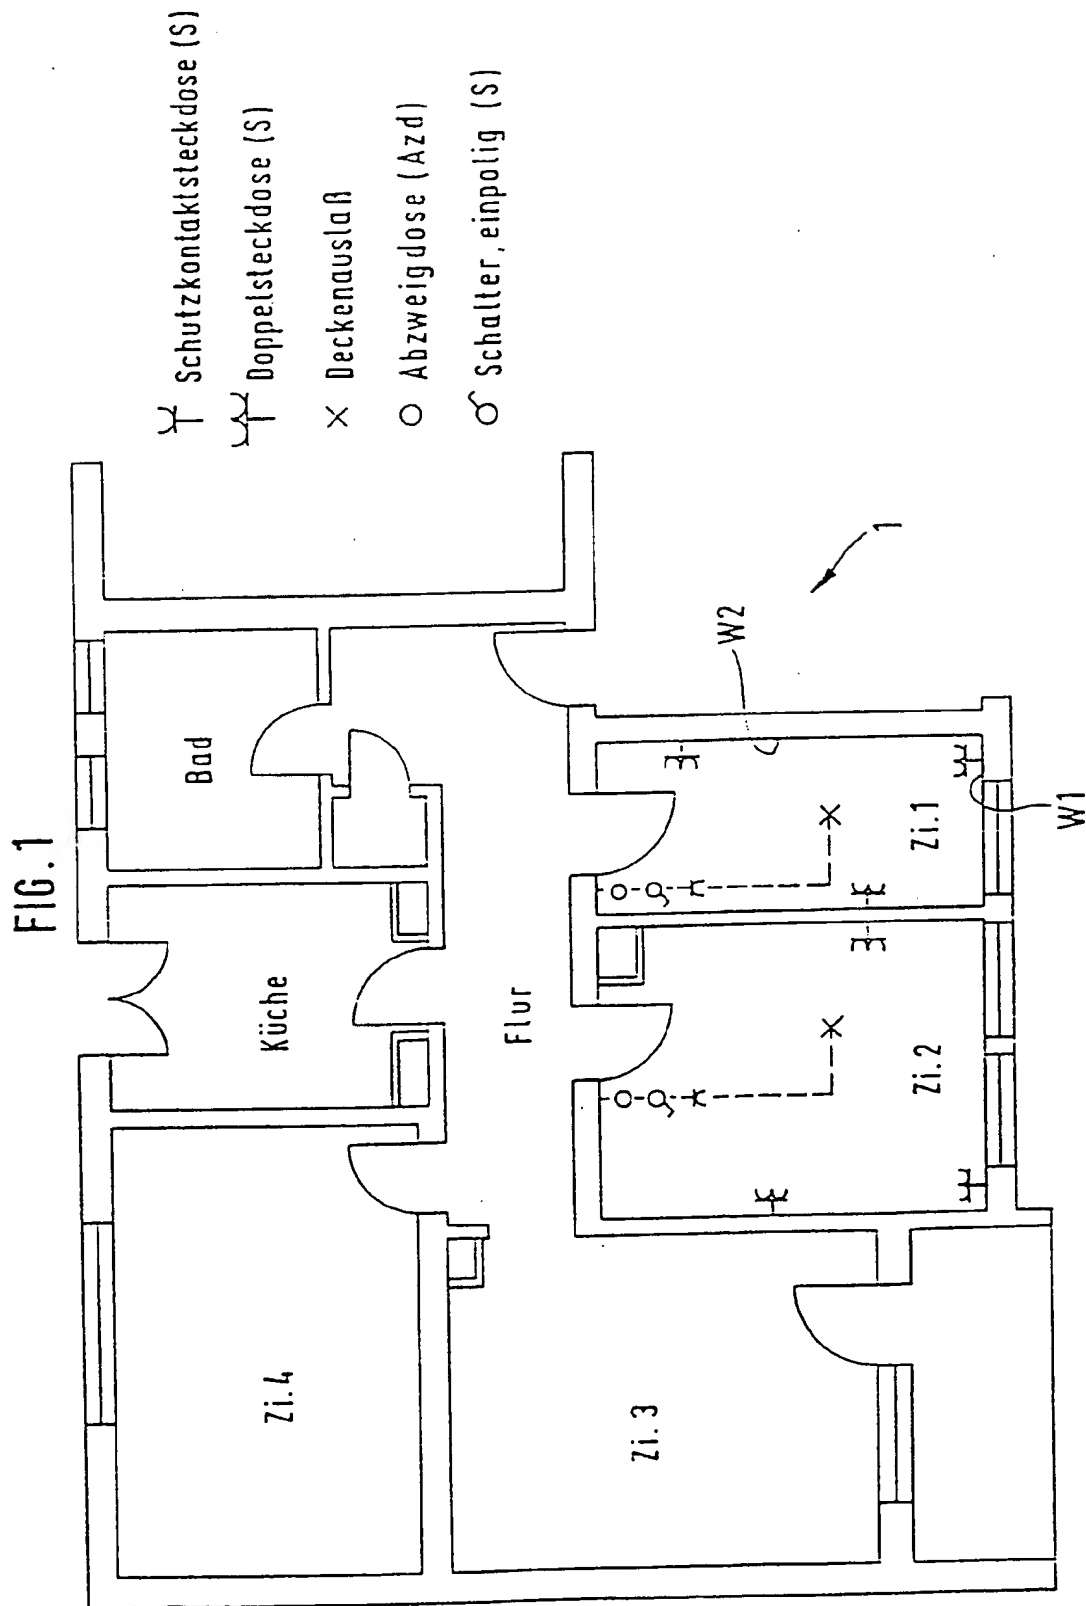 FIG.1
Schutzkontaktsteckdose (S)
Doppelsteckdose (S)
Deckenauslaß
Abzweigdose (Azd)
Schalter, einpolig (S)
Bad
Küche
Zi.4
Flur
Zi.3
Zi.2
Zi.1
W2
W1
1